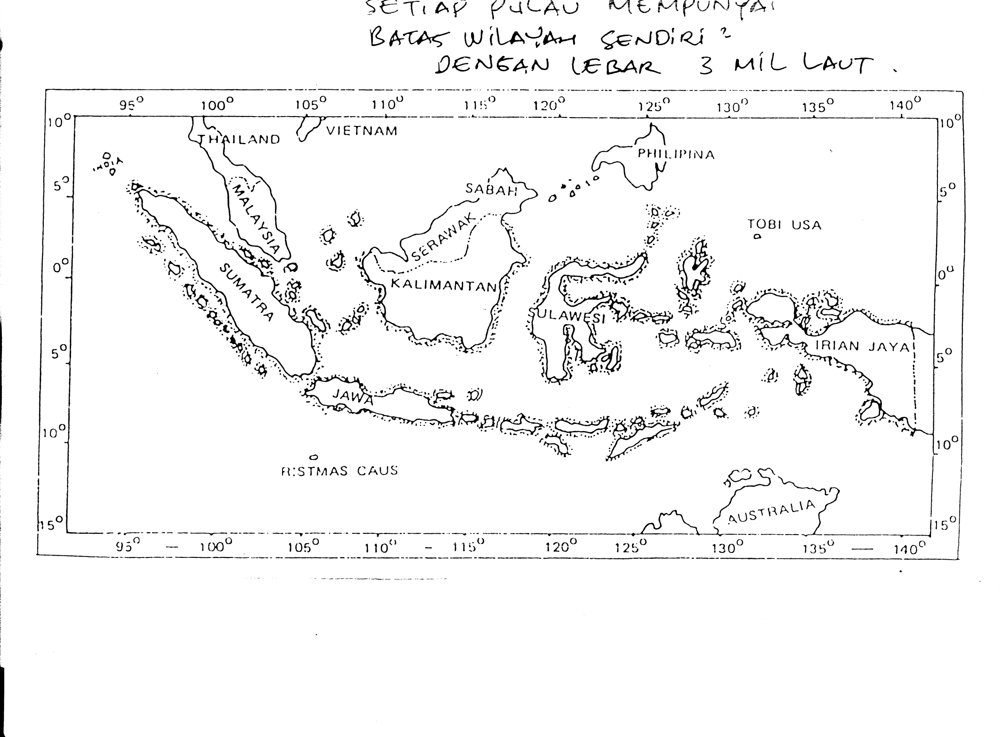 SETIAP PULAU MEMPUNYAI
BATAS WILAYAH SENDIRI 2
DENGAN LEBAR 3 MIL LAUT.
95° 100° 105° 110° 115° 120° 125° 130° 135° 140°
10° 10°
THAILAND
VIETNAM
PHILIPINA
5° 5°
MALAYSIA
SABAH
SERAWAK
TOBI USA
0° 0°
SUMATRA
KALIMANTAN
SULAWESI
IRIAN JAYA
5° 5°
JAWA
10° 10°
R:STMAS CAUS
AUSTRALIA
15° 15°
95° — 100° 105° 110° – 115° 120° 125° 130° 135° — 140°